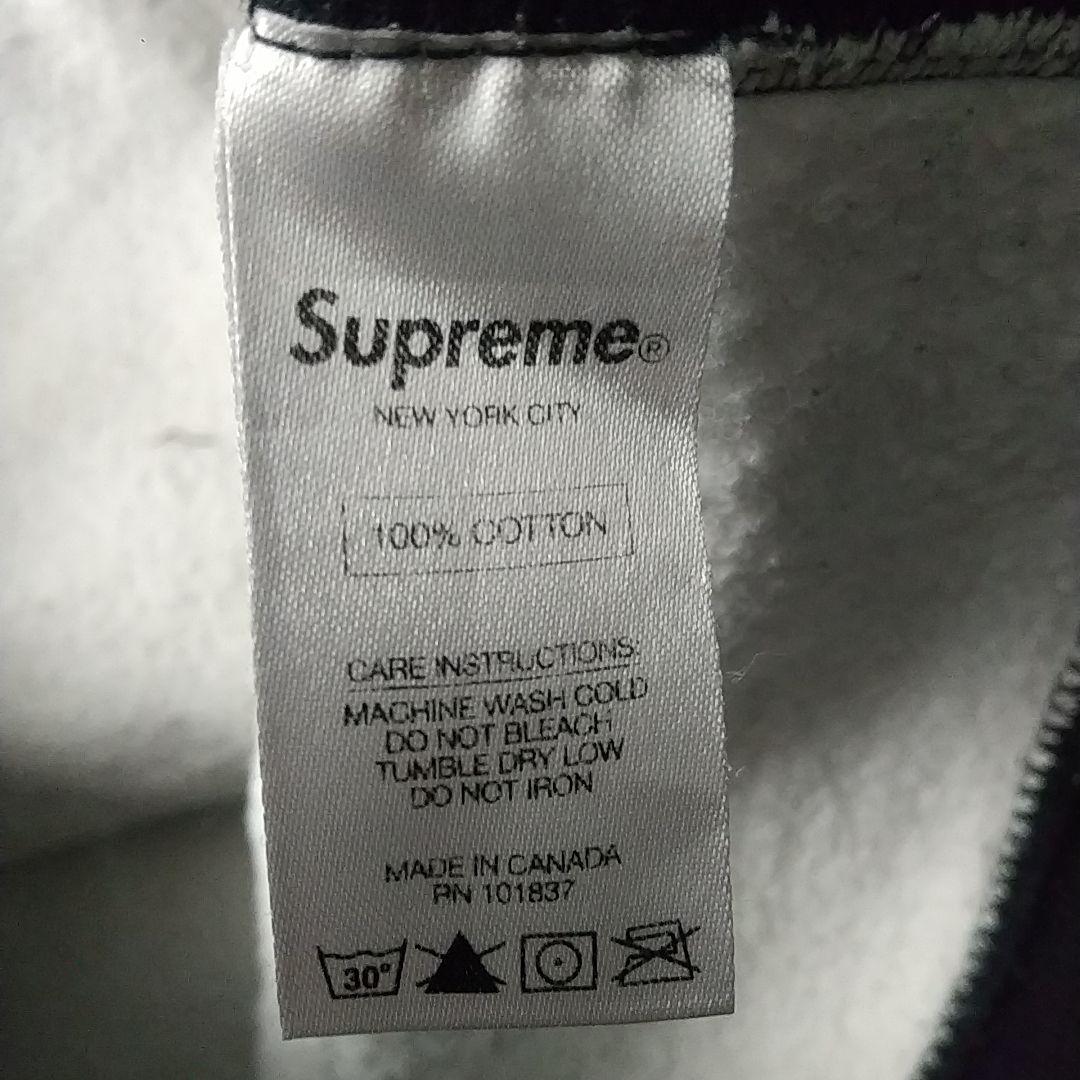 Supreme®
NEW YORK CITY
100% COTTON
CARE INSTRUCTIONS:
MACHINE WASH COLD
DO NOT BLEACH
TUMBLE DRY LOW
DO NOT IRON
MADE IN CANADA
RN 101837
30°